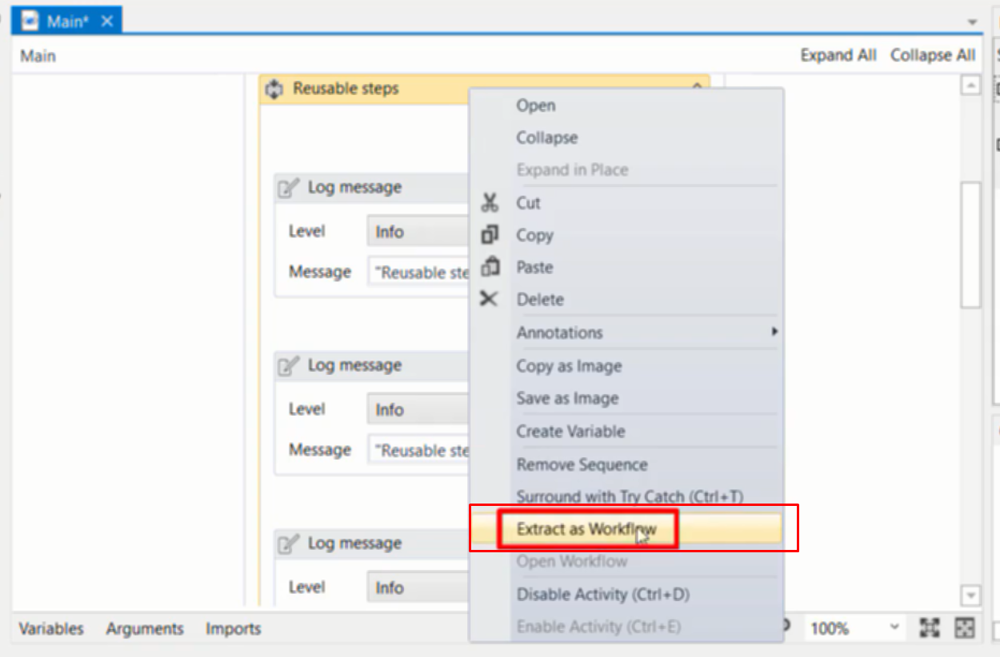 Main*
Main
Expand All Collapse All
Reusable steps
Log message
Level Info
Message "Reusable ste
Log message
Level Info
Message "Reusable ste
Log message
Level Info
Open
Collapse
Expand in Place
Cut
Copy
Paste
Delete
Annotations
Copy as Image
Save as Image
Create Variable
Remove Sequence
Surround with Try Catch (Ctrl+T)
Extract as Workflow
Open Workflow
Disable Activity (Ctrl+D)
Enable Activity (Ctrl+E)
Variables Arguments Imports
100%